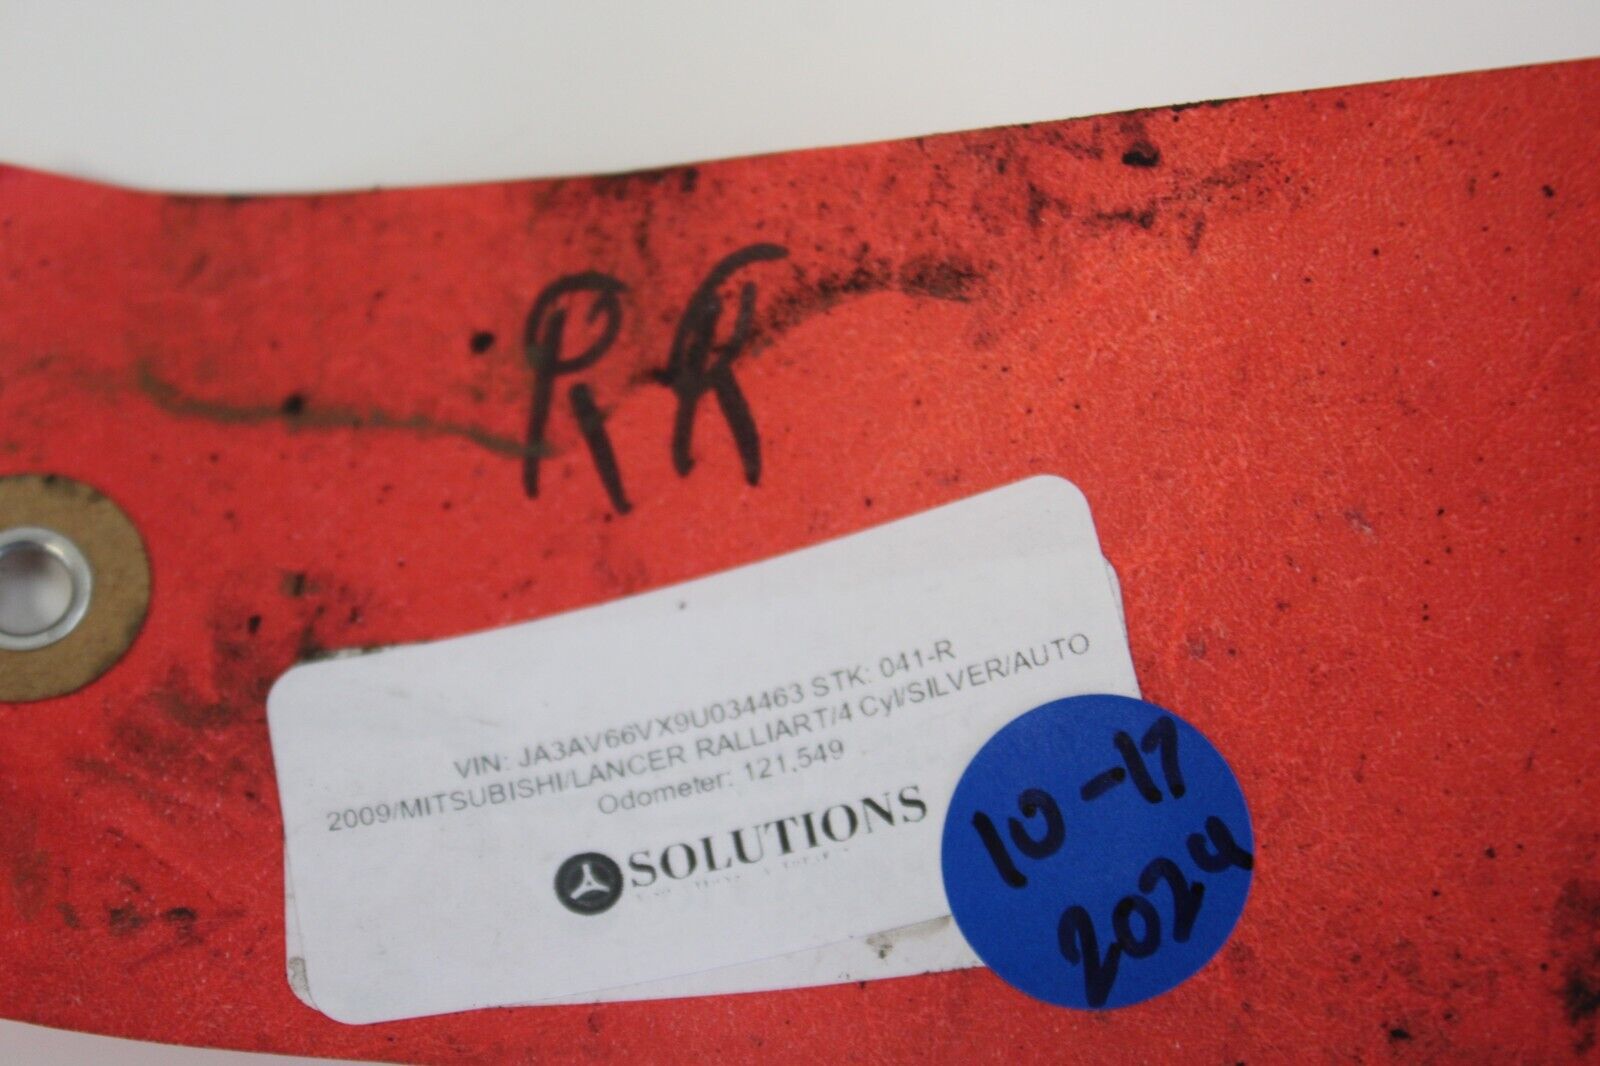 RR
VIN: JA3AV66VX9U034463 STK: 041-R
2009/MITSUBISHI/LANCER RALLIART/4 Cyl/SILVER/AUTO
Odometer: 121,549
SOLUTIONS
10-17
2024